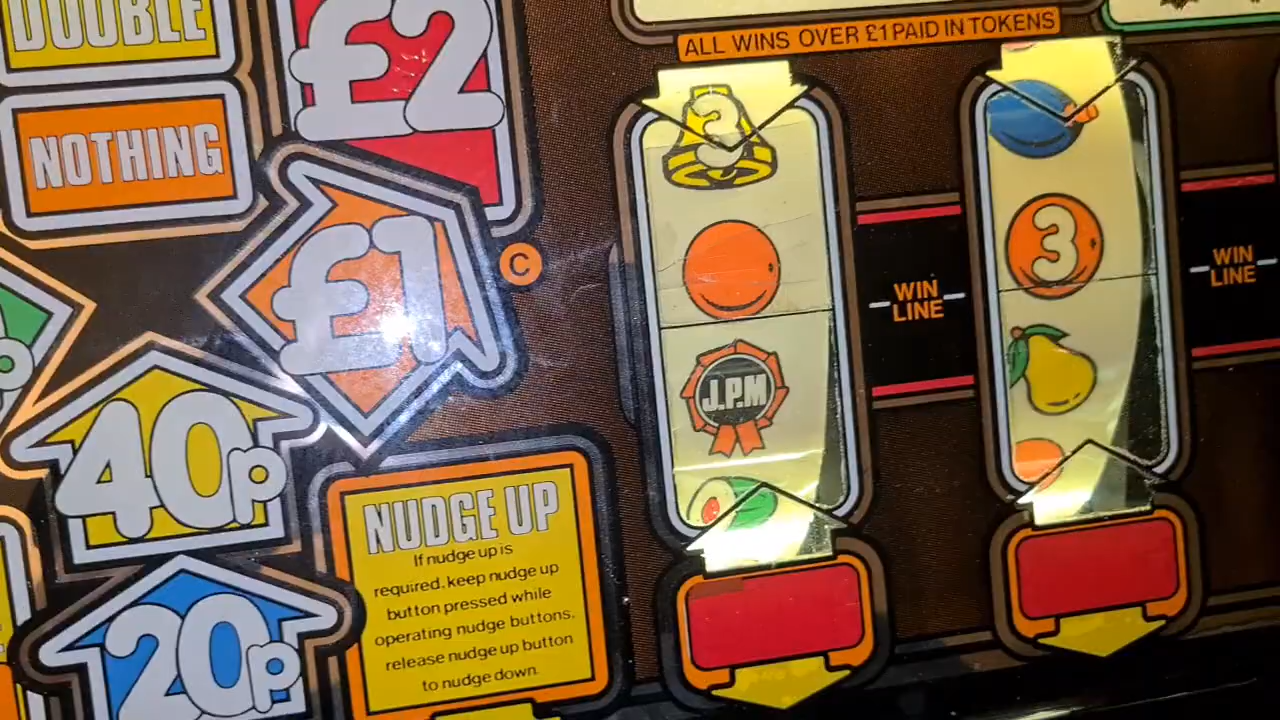 DOUBLE
£2
ALL WINS OVER £1 PAID IN TOKENS
NOTHING
3
£1
C
3
WIN
LINE
WIN
LINE
J.P.M
40p
NUDGE UP
If nudge up is
required, keep nudge up
button pressed while
operating nudge buttons,
release nudge up button
to nudge down.
20p